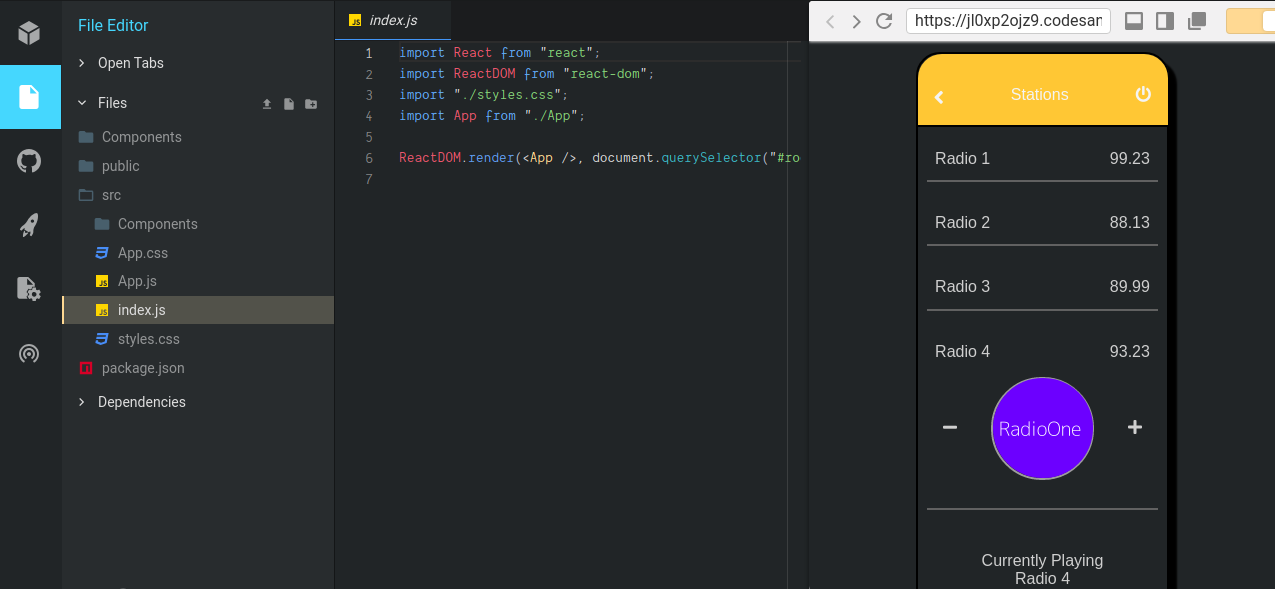 File Editor
Open Tabs
Files
Components
public
src
Components
App.css
App.js
index.js
styles.css
package.json
Dependencies
JS index.js
1 import React from "react";
2 import ReactDOM from "react-dom";
3 import "./styles.css";
4 import App from "./App";
5
6 ReactDOM.render(<App />, document.querySelector("#ro
7
https://jl0xp2ojz9.codesan
Stations
Radio 1 99.23
Radio 2 88.13
Radio 3 89.99
Radio 4 93.23
RadioOne
Currently Playing
Radio 4